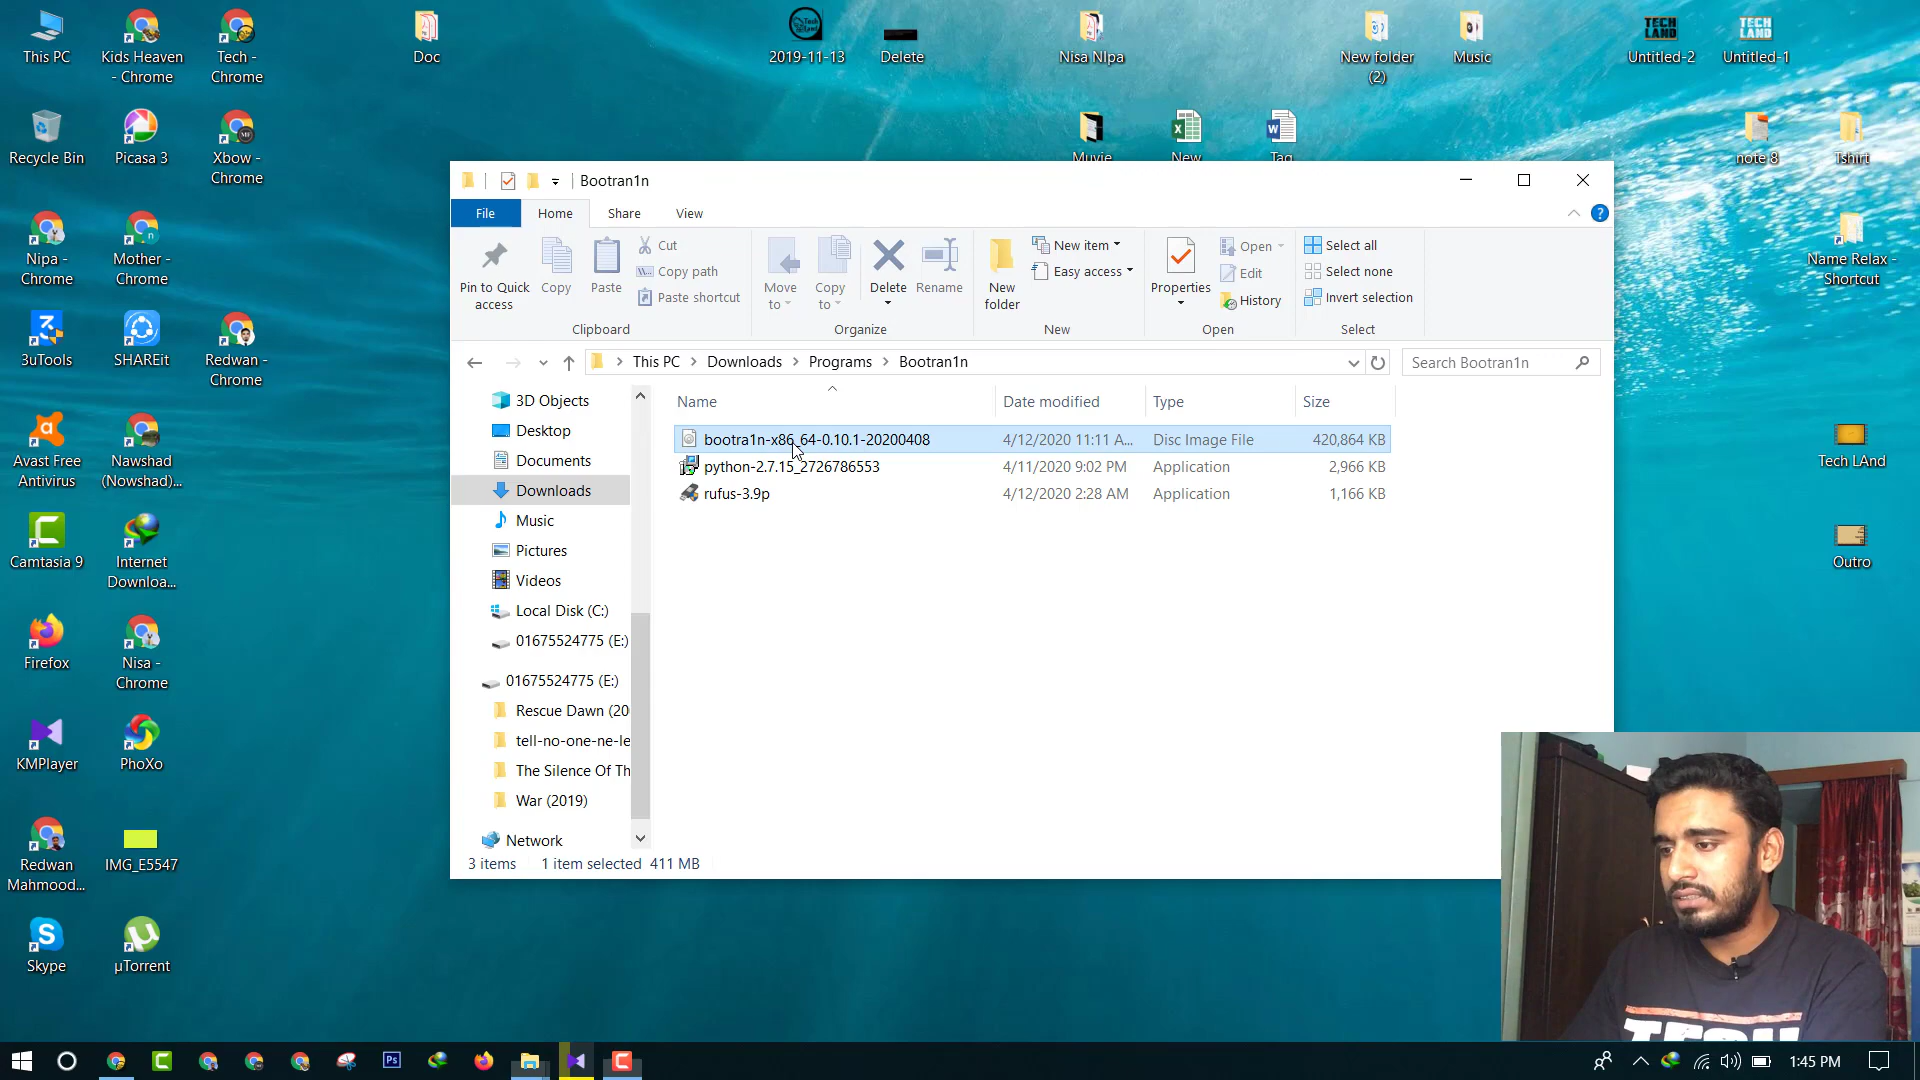 This PC
Kids Heaven
- Chrome
Tech -
Chrome
Doc
2019-11-13
Delete
Nisa NIpa
New folder
(2)
Music
Untitled-2
Untitled-1
Recycle Bin
Picasa 3
Xbow -
Chrome
Muvie
New
Tag
note 8
Tshirt
Bootran1n
File
Home
Share
View
Pin to Quick
access
Copy
Paste
Cut
Copy path
Paste shortcut
Clipboard
Move
to
Copy
to
Delete
Rename
Organize
New
folder
New item
Easy access
New
Properties
Open
Edit
History
Open
Select all
Select none
Invert selection
Select
This PC
Downloads
Programs
Bootran1n
Search Bootran1n
Name
Date modified
Type
Size
bootra1n-x86_64-0.10.1-20200408
4/12/2020 11:11 A...
Disc Image File
420,864 KB
python-2.7.15_2726786553
4/11/2020 9:02 PM
Application
2,966 KB
rufus-3.9p
4/12/2020 2:28 AM
Application
1,166 KB
3D Objects
Desktop
Documents
Downloads
Music
Pictures
Videos
Local Disk (C:)
01675524775 (E:)
01675524775 (E:)
Rescue Dawn (20
tell-no-one-ne-le
The Silence Of Th
War (2019)
Network
3 items
1 item selected
411 MB
Nipa -
Chrome
Mother -
Chrome
3uTools
SHAREit
Redwan -
Chrome
Avast Free
Antivirus
Nawshad
(Nowshad)...
Camtasia 9
Internet
Downloa...
Firefox
Nisa -
Chrome
KMPlayer
PhoXo
Redwan
Mahmood...
IMG_E5547
Skype
µTorrent
Name Relax -
Shortcut
Tech LAnd
Outro
TECH
LAND
TECH
LAND
Ps
1:45 PM